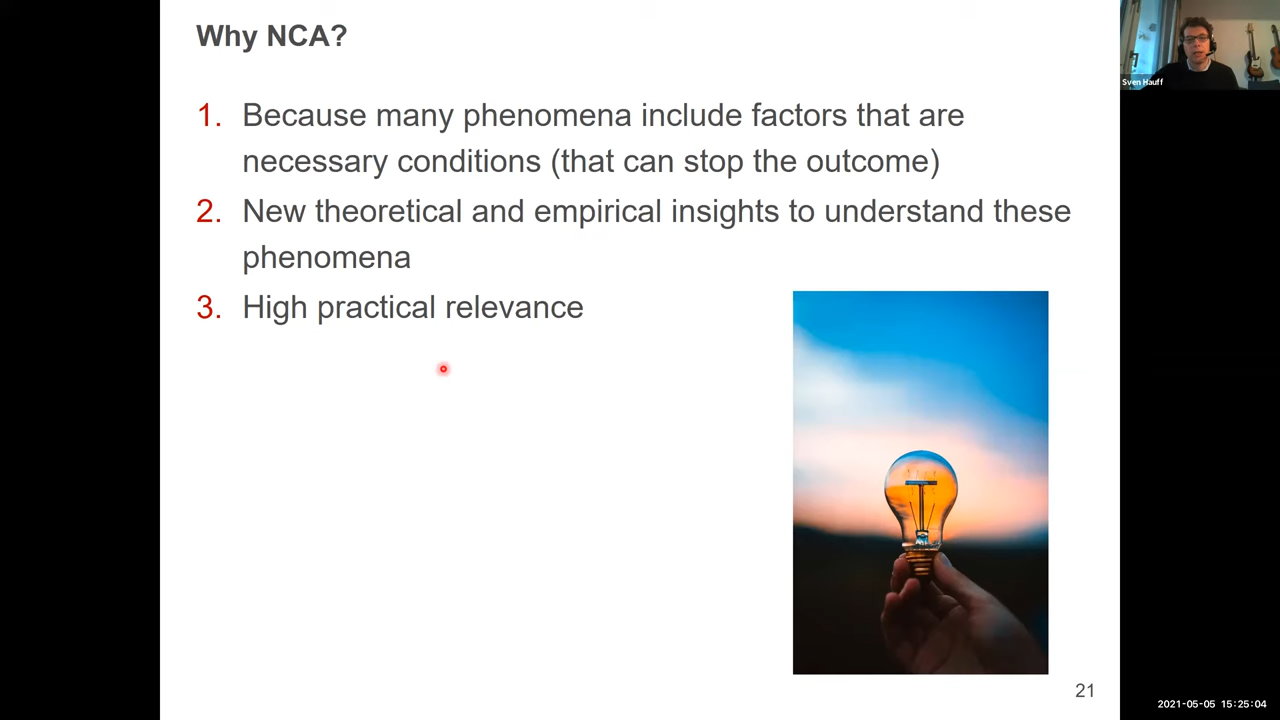 Why NCA?
1. Because many phenomena include factors that are
necessary conditions (that can stop the outcome)
2. New theoretical and empirical insights to understand these
phenomena
3. High practical relevance
21
Sven Hauff
2021-05-05 15:25:04